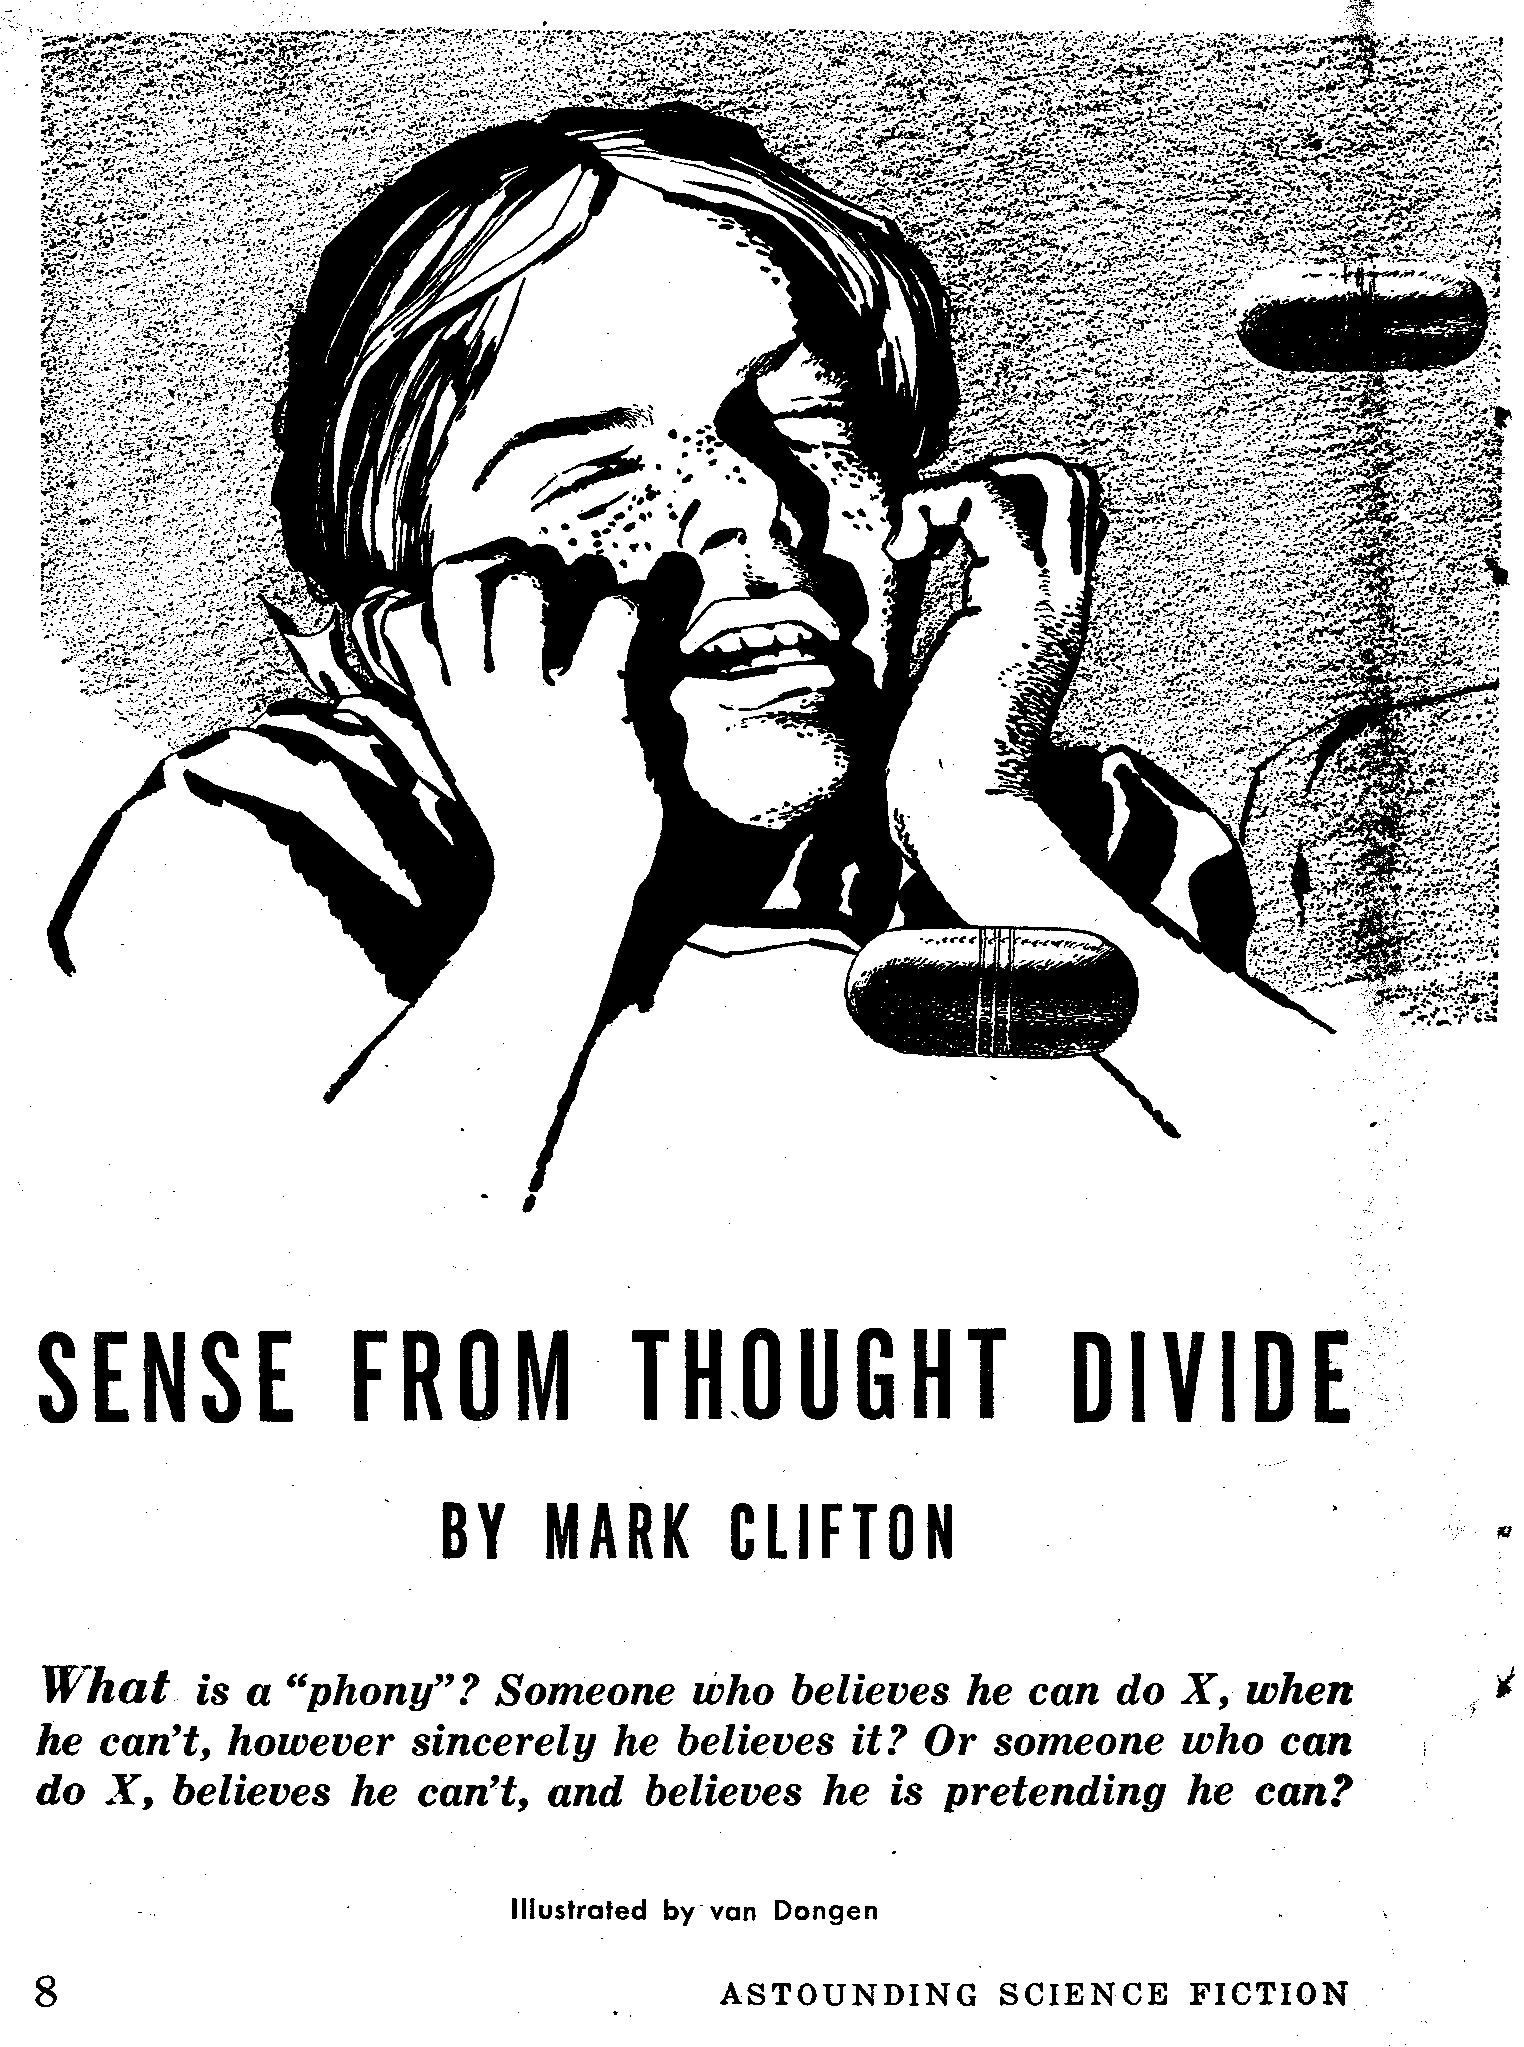 SENSE FROM THOUGHT DIVIDE
BY MARK CLIFTON
What is a “phony”? Someone who believes he can do X, when
he can't, however sincerely he believes it? Or someone who can
do X, believes he can't, and believes he is pretending he can?
Illustrated by van Dongen
8
ASTOUNDING SCIENCE FICTION